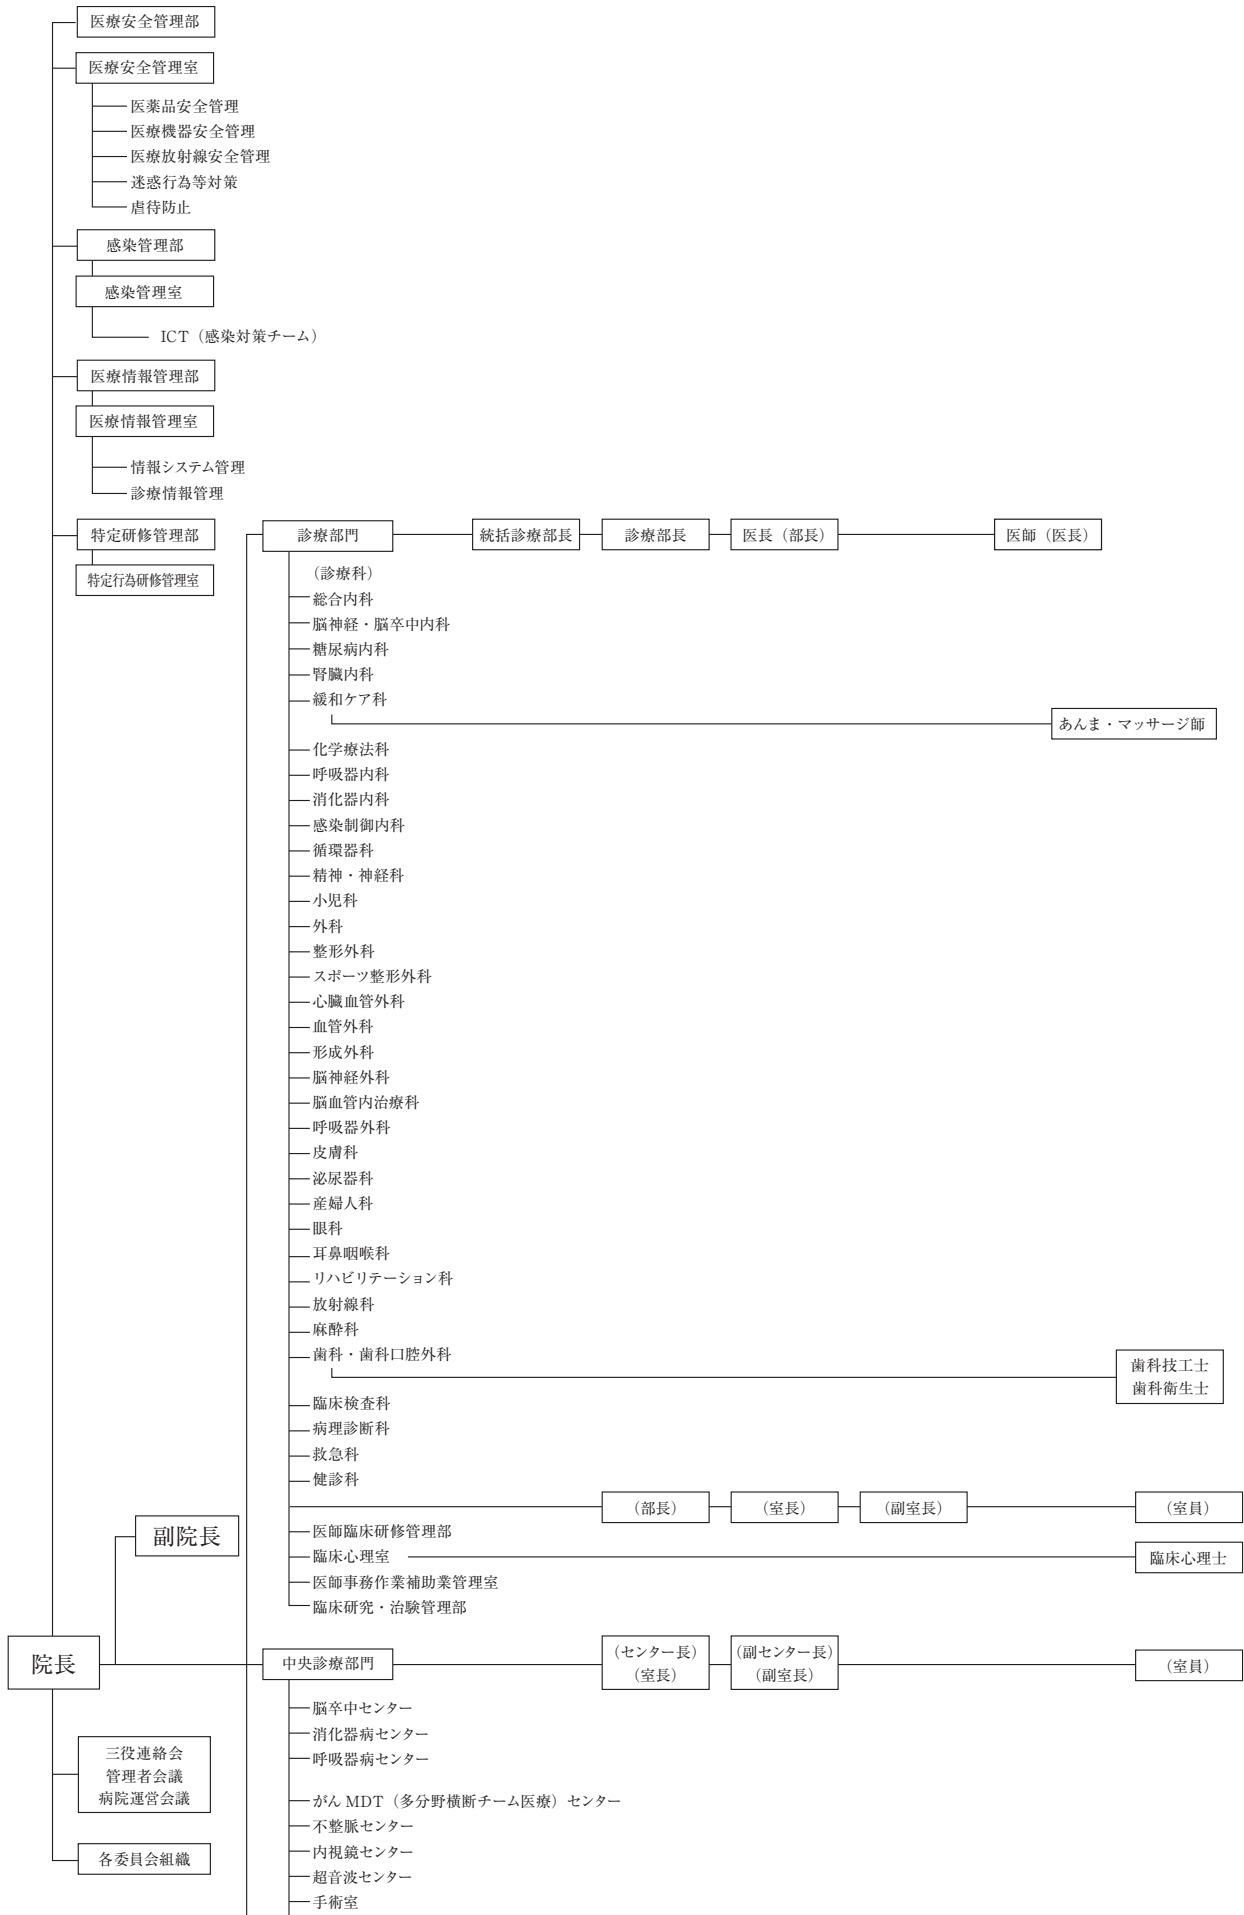 医療安全管理部
医療安全管理室
医薬品安全管理
医療機器安全管理
医療放射線安全管理
迷惑行為等対策
虐待防止
感染管理部
感染管理室
ICT（感染対策チーム）
医療情報管理部
医療情報管理室
情報システム管理
診療情報管理
特定研修管理部
特定行為研修管理室
診療部門
統括診療部長
診療部長
医長（部長）
医師（医長）
（診療科）
総合内科
脳神経・脳卒中内科
糖尿病内科
腎臓内科
緩和ケア科
あんま・マッサージ師
化学療法科
呼吸器内科
消化器内科
感染制御内科
循環器科
精神・神経科
小児科
外科
整形外科
スポーツ整形外科
心臓血管外科
血管外科
形成外科
脳神経外科
脳血管内治療科
呼吸器外科
皮膚科
泌尿器科
産婦人科
眼科
耳鼻咽喉科
リハビリテーション科
放射線科
麻酔科
歯科・歯科口腔外科
歯科技工士
歯科衛生士
臨床検査科
病理診断科
救急科
健診科
（部長）
（室長）
（副室長）
（室員）
医師臨床研修管理部
臨床心理室
臨床心理士
医師事務作業補助業管理室
臨床研究・治験管理部
副院長
院長
中央診療部門
（センター長）
（室長）
（副センター長）
（副室長）
（室員）
脳卒中センター
消化器病センター
呼吸器病センター
がん MDT（多分野横断チーム医療）センター
不整脈センター
内視鏡センター
超音波センター
手術室
三役連絡会
管理者会議
病院運営会議
各委員会組織